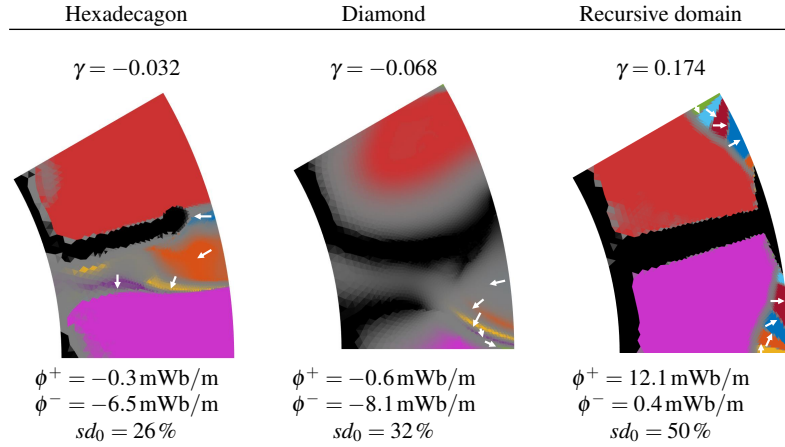 Hexadecagon Diamond Recursive domain
γ = −0.032 γ = −0.068 γ = 0.174
ϕ⁺ = −0.3 mWb/m ϕ⁺ = −0.6 mWb/m ϕ⁺ = 12.1 mWb/m
ϕ⁻ = −6.5 mWb/m ϕ⁻ = −8.1 mWb/m ϕ⁻ = 0.4 mWb/m
sd₀ = 26 % sd₀ = 32 % sd₀ = 50 %